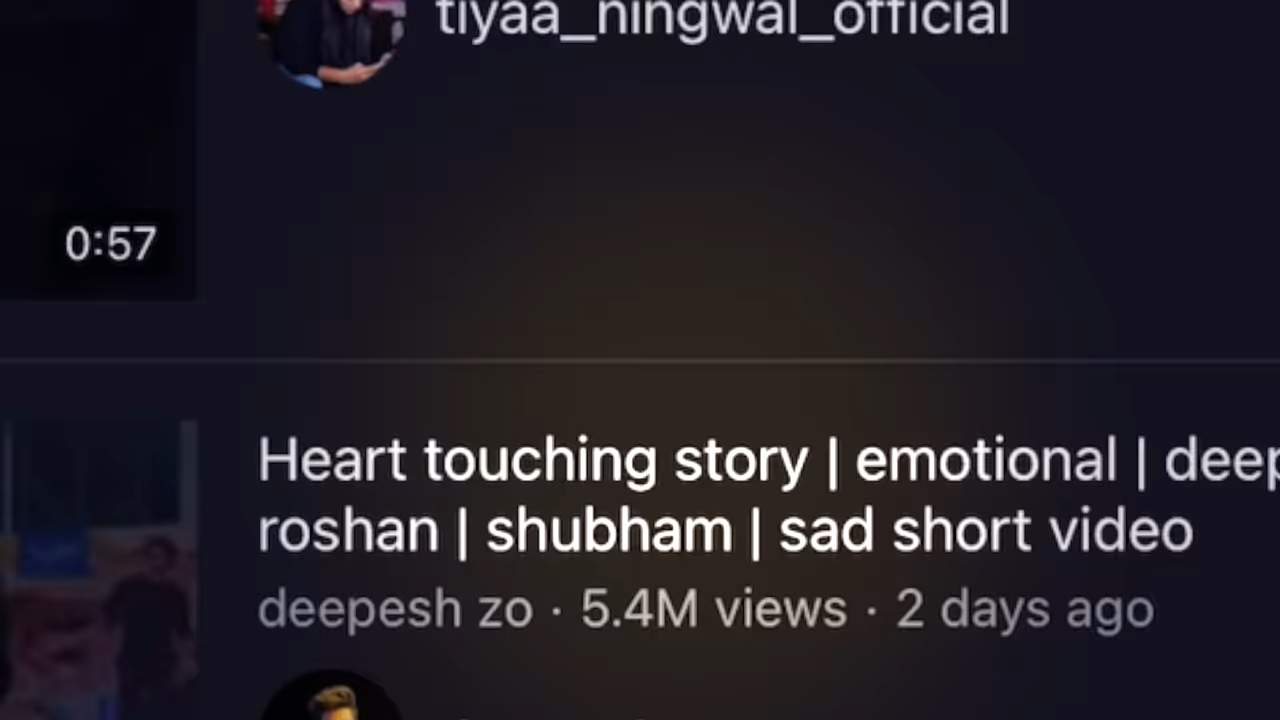 tiyaa_ningwal_official
0:57
Heart touching story | emotional | deep
roshan | shubham | sad short video
deepesh zo · 5.4M views · 2 days ago